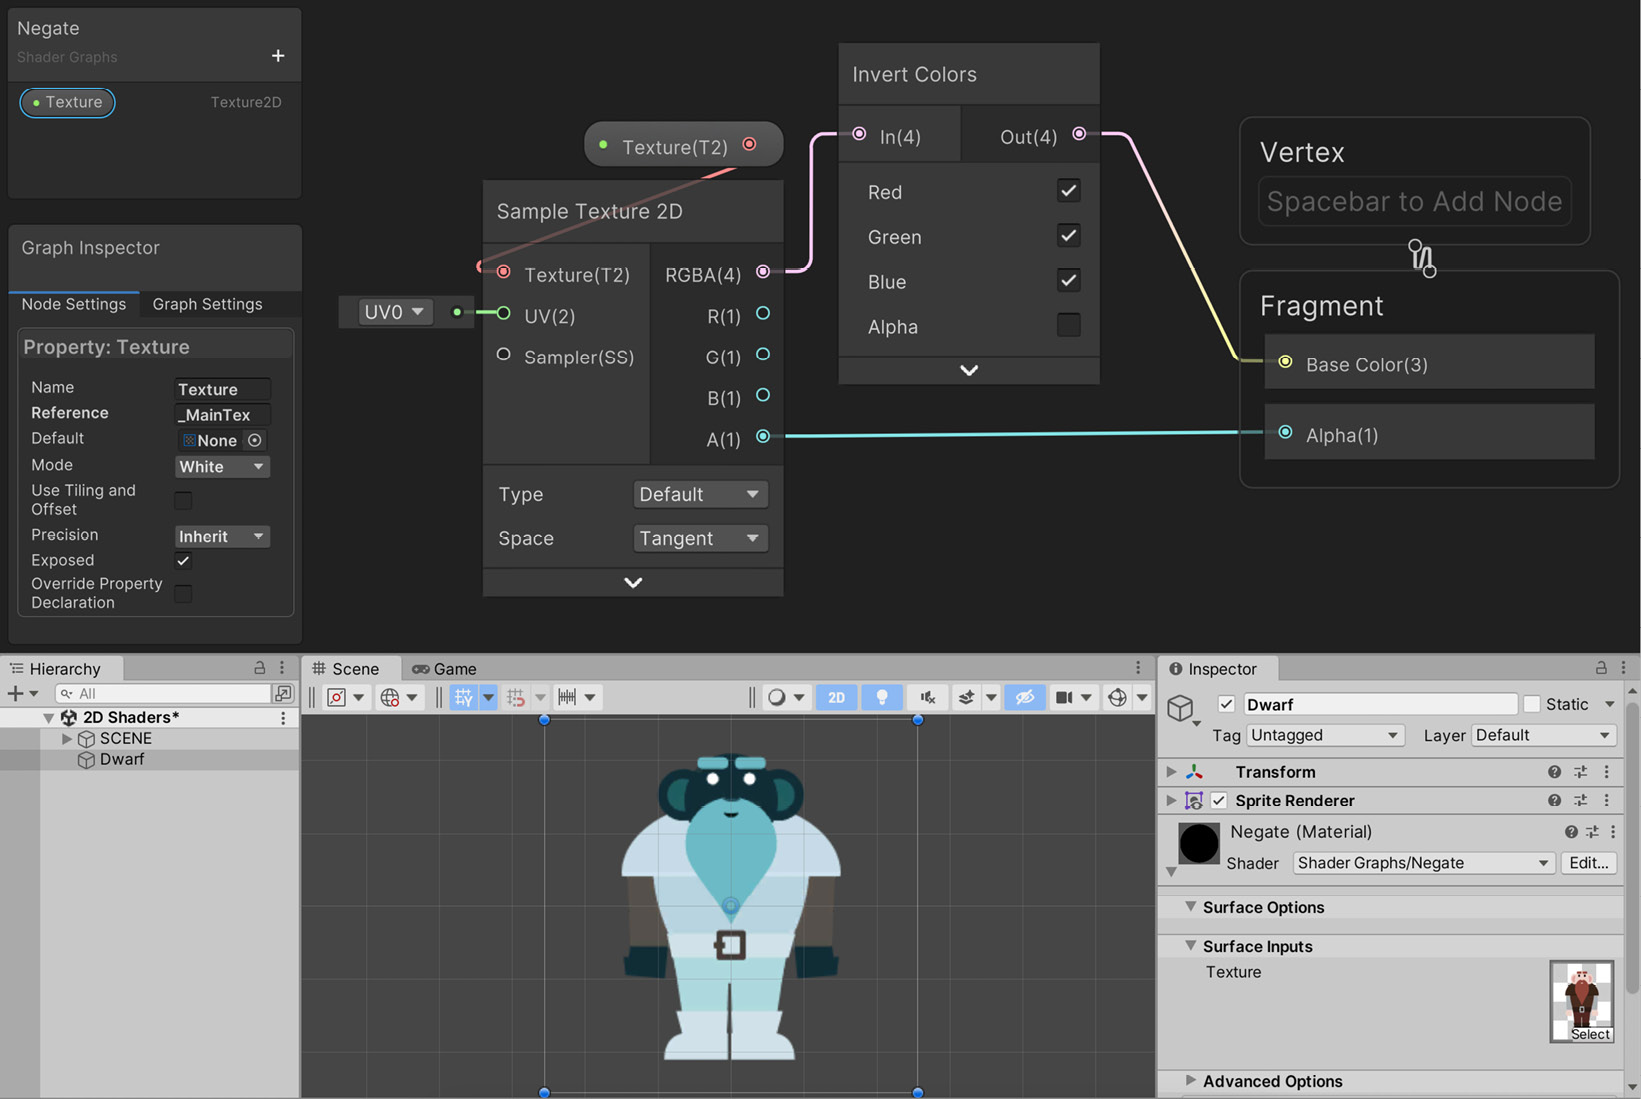 Negate
Shader Graphs
+
Texture
Texture2D
Graph Inspector
Node Settings
Graph Settings
Property: Texture
Name
Texture
Reference
_MainTex
Default
None
Mode
White
Use Tiling and
Offset
Precision
Inherit
Exposed
Override Property
Declaration
Texture(T2)
Sample Texture 2D
Texture(T2)
RGBA(4)
UV0
UV(2)
R(1)
Sampler(SS)
G(1)
B(1)
A(1)
Type
Default
Space
Tangent
Invert Colors
In(4)
Out(4)
Red
Green
Blue
Alpha
Vertex
Spacebar to Add Node
Fragment
Base Color(3)
Alpha(1)
Hierarchy
All
2D Shaders*
SCENE
Dwarf
Scene
Game
2D
Inspector
Dwarf
Static
Tag
Untagged
Layer
Default
Transform
Sprite Renderer
Negate (Material)
Shader
Shader Graphs/Negate
Edit...
Surface Options
Surface Inputs
Texture
Select
Advanced Options